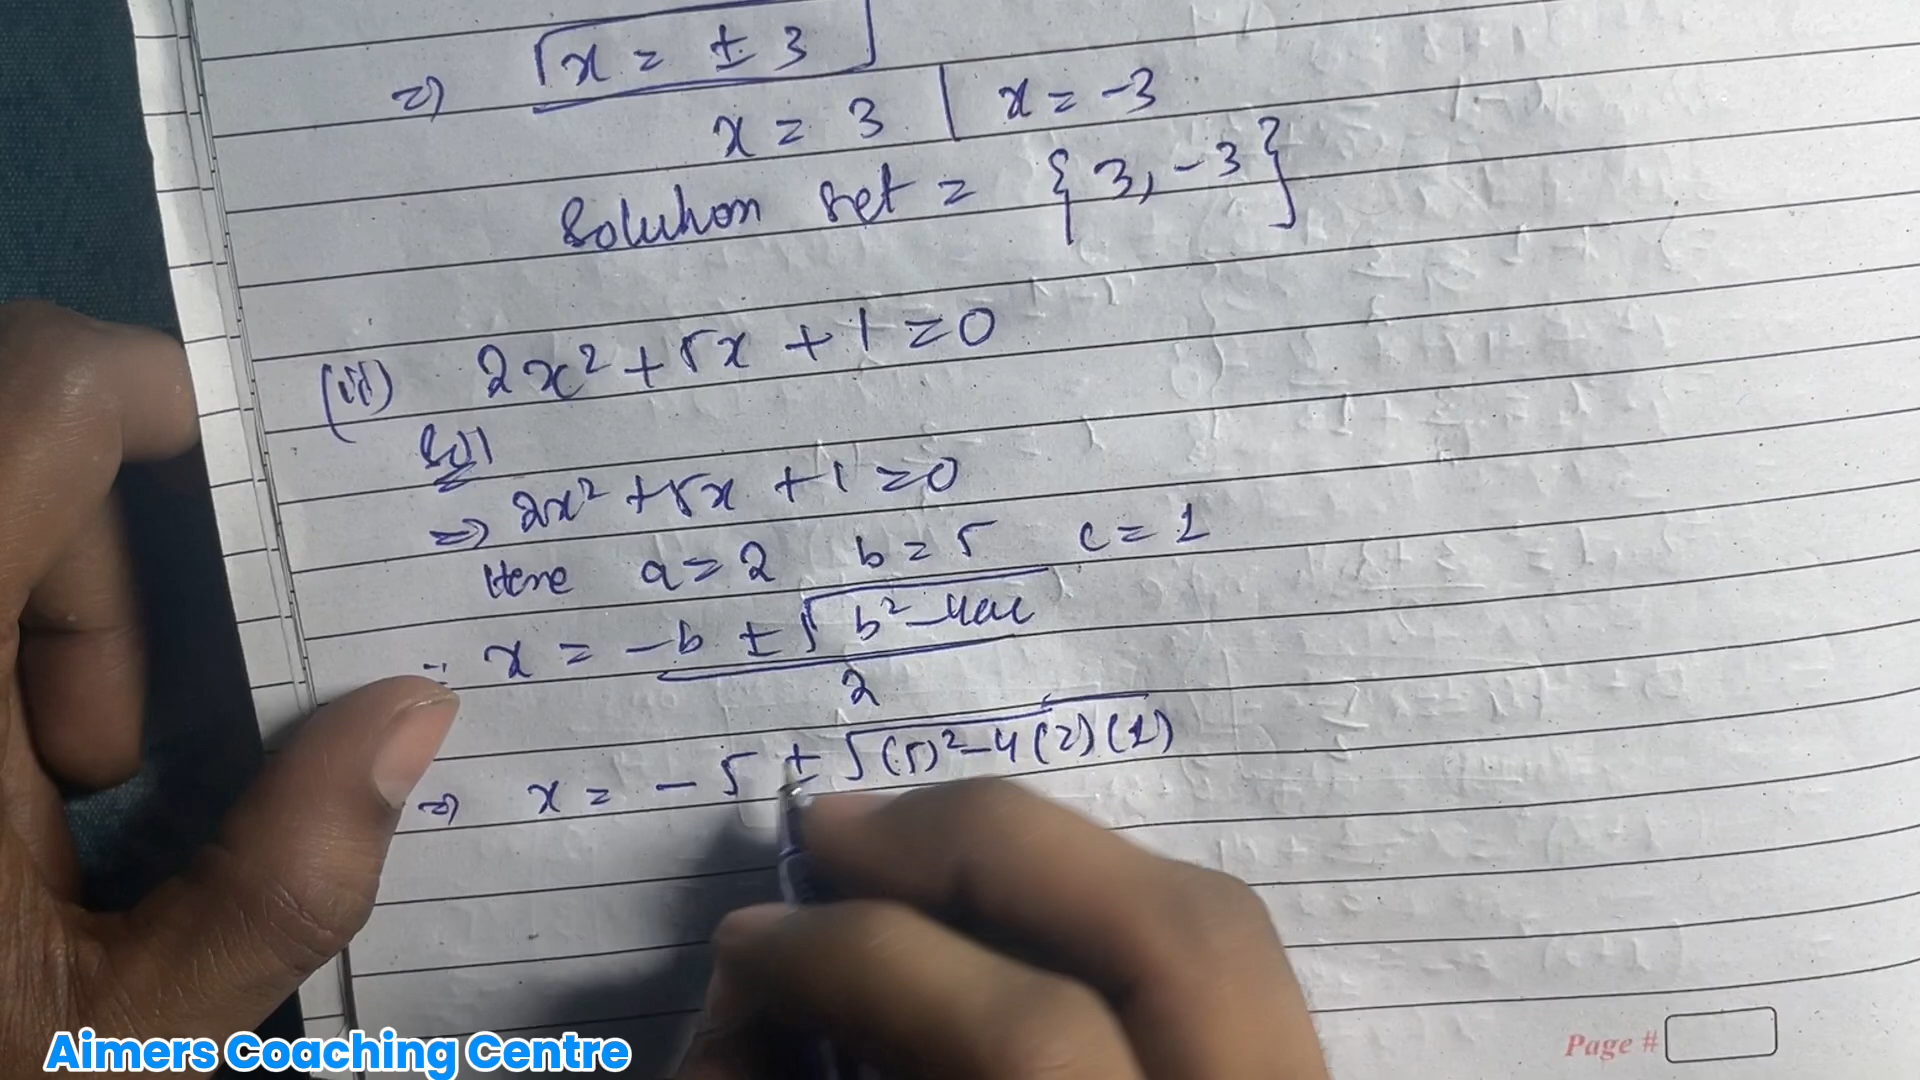 ⇒ x = ± 3
x = 3 | x = -3
Solution set = {3, -3}
(iii) 2x² + 5x + 1 = 0
Sol
⇒ 2x² + 5x + 1 = 0
Here a = 2 b = 5 c = 1
∵ x = -b ± √b² - 4ac / 2
⇒ x = - 5 ± √(5)² - 4(2)(1)
Page #
Aimers Coaching Centre